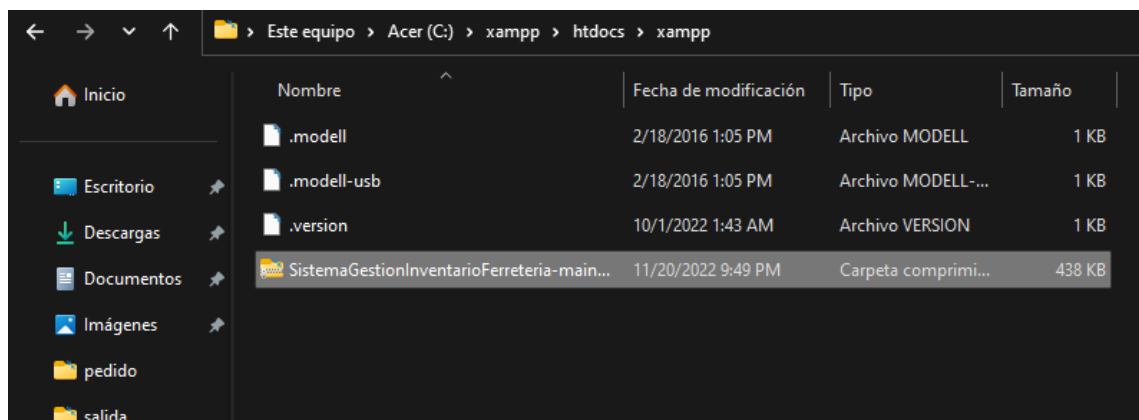 Este equipo > Acer (C:) > xampp > htdocs > xampp
Inicio
Nombre Fecha de modificación Tipo Tamaño
.modell 2/18/2016 1:05 PM Archivo MODELL 1 KB
Escritorio .modell-usb 2/18/2016 1:05 PM Archivo MODELL-... 1 KB
Descargas .version 10/1/2022 1:43 AM Archivo VERSION 1 KB
Documentos SistemaGestionInventarioFerreteria-main... 11/20/2022 9:49 PM Carpeta comprimi... 438 KB
Imágenes
pedido
salida